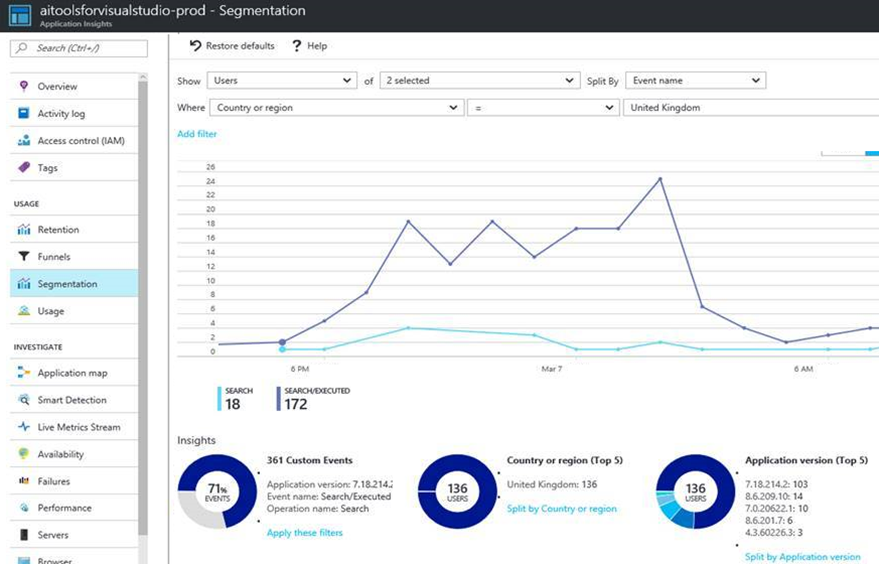 aitoolsforvisualstudio-prod - Segmentation
Application Insights
Search (Ctrl+/)
Restore defaults
? Help
Overview
Activity log
Access control (IAM)
Tags
USAGE
Retention
Funnels
Segmentation
Usage
INVESTIGATE
Application map
Smart Detection
Live Metrics Stream
Availability
Failures
Performance
Servers
Browser
Show Users of 2 selected Split By Event name
Where Country or region = United Kingdom
Add filter
26
24
22
20
18
16
14
12
10
8
6
4
2
0
6 PM Mar 7 6 AM
SEARCH
18
SEARCH/EXECUTED
172
Insights
71%
EVENTS
361 Custom Events
Application version: 7.18.214.2
Event name: Search/Executed
Operation name: Search
Apply these filters
136
USERS
Country or region (Top 5)
United Kingdom: 136
Split by Country or region
136
USERS
Application version (Top 5)
7.18.214.2: 103
8.6.209.10: 14
7.0.20622.1: 10
8.6.201.7: 6
4.3.60226.3: 3
Split by Application version